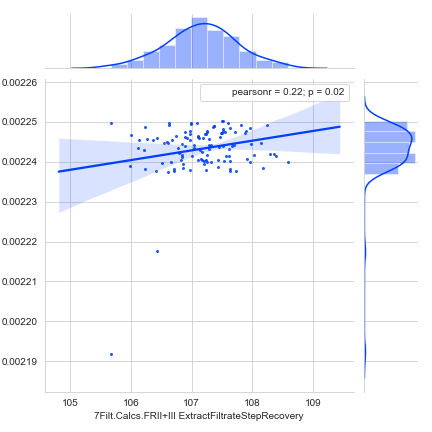 0.00226
pearsonr = 0.22; p = 0.02
0.00225
0.00224
0.00223
0.00222
0.00221
0.00220
0.00219
105 106 107 108 109
7Filt.Calcs.FRII+III ExtractFiltrateStepRecovery